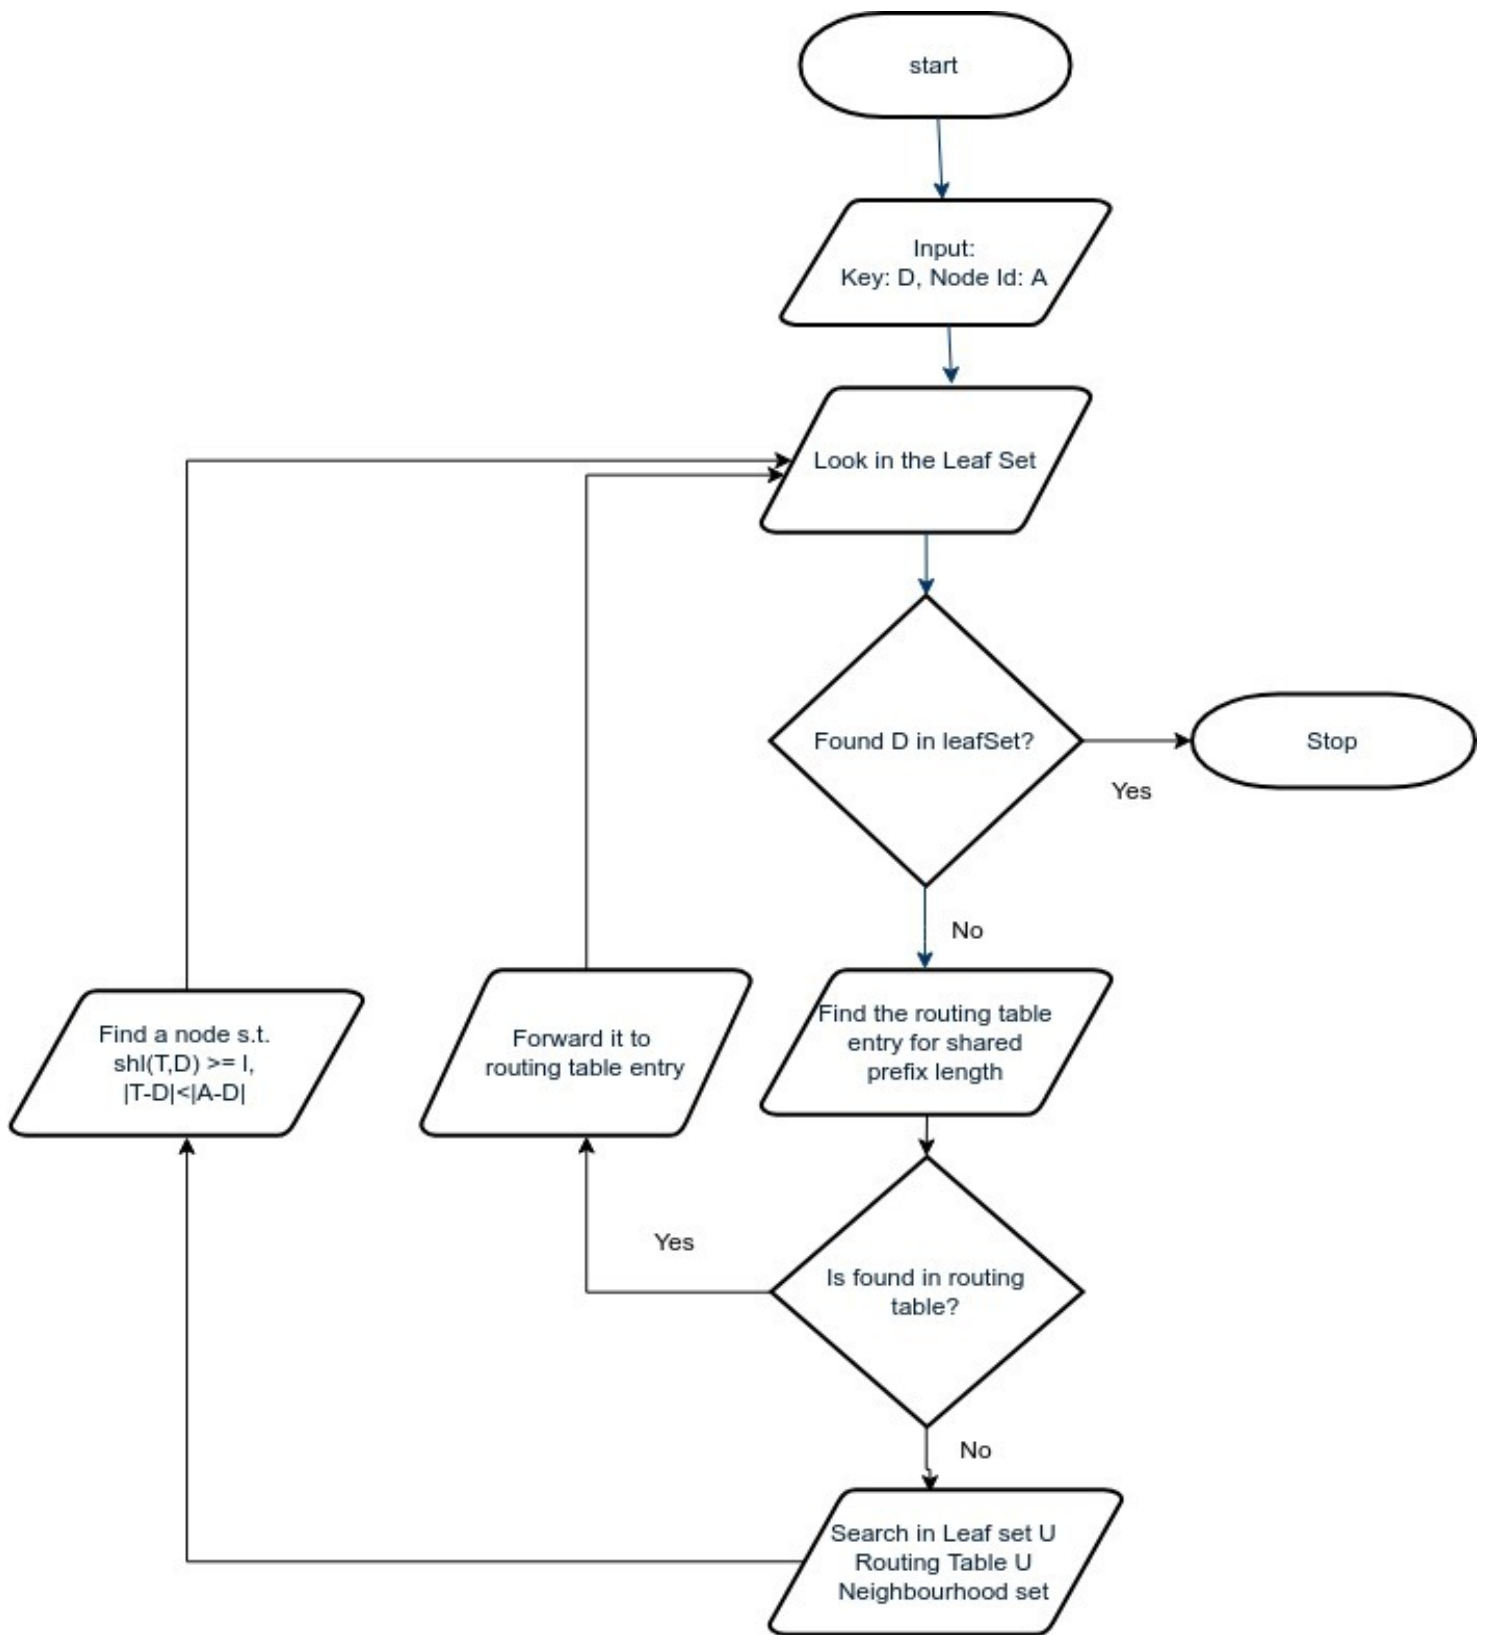 start
Input:
Key: D, Node Id: A
Look in the Leaf Set
Found D in leafSet?
Yes
Stop
No
Find a node s.t.
shl(T,D) >= l,
|T-D|<|A-D|
Forward it to
routing table entry
Find the routing table
entry for shared
prefix length
Yes
Is found in routing
table?
No
Search in Leaf set U
Routing Table U
Neighbourhood set